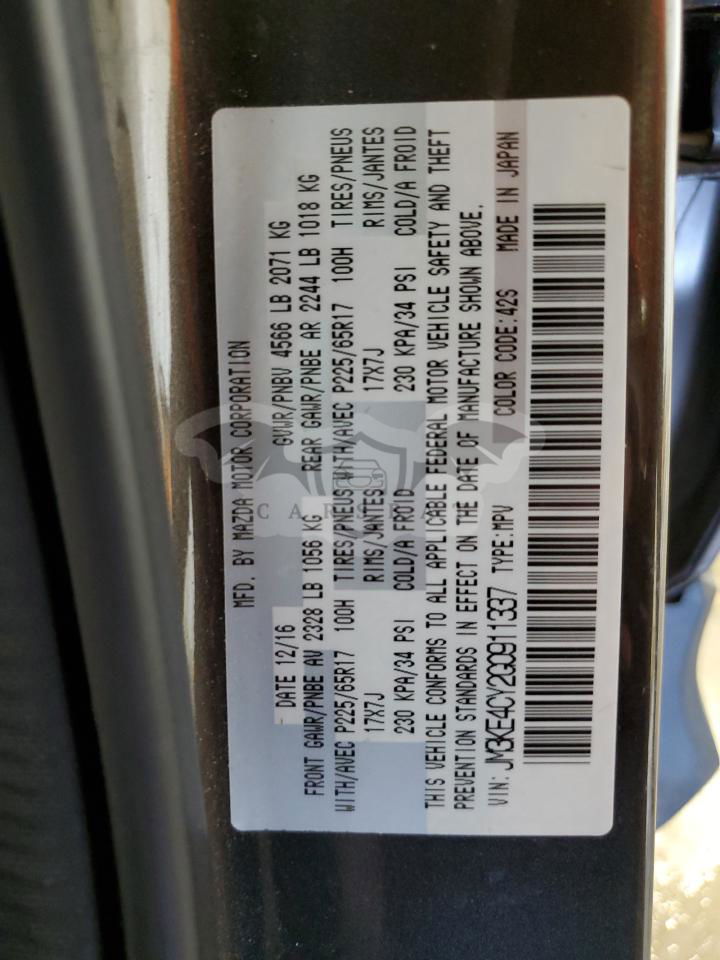 MFD. BY MAZDA MOTOR CORPORATION
DATE 12/16 GVWR/PNBV 4566 LB 2071 KG
FRONT GAWR/PNBE AV 2328 LB 1056 KG REAR GAWR/PNBE AR 2244 LB 1018 KG
WITH/AVEC P225/65R17 100H TIRES/PNEUS WITH/AVEC P225/65R17 100H TIRES/PNEUS
17X7J RIMS/JANTES 17X7J RIMS/JANTES
230 KPA/34 PSI COLD/A FROID 230 KPA/34 PSI COLD/A FROID
THIS VEHICLE CONFORMS TO ALL APPLICABLE FEDERAL MOTOR VEHICLE SAFETY AND THEFT
PREVENTION STANDARDS IN EFFECT ON THE DATE OF MANUFACTURE SHOWN ABOVE.
VIN: JM3KE4CY2G0911337 TYPE:MPV COLOR CODE:42S MADE IN JAPAN